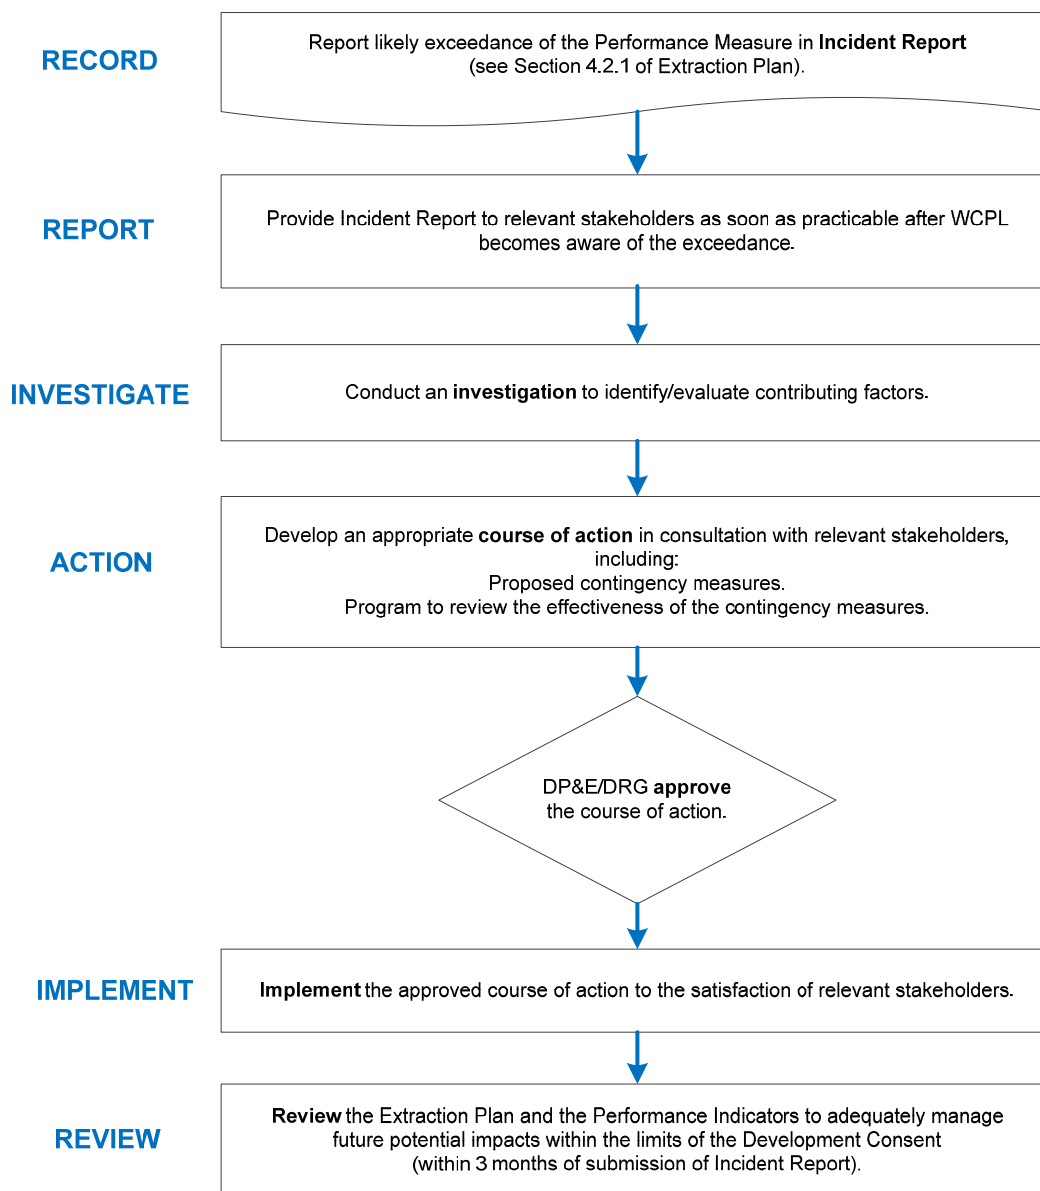 RECORD
Report likely exceedance of the Performance Measure in Incident Report
(see Section 4.2.1 of Extraction Plan).
REPORT
Provide Incident Report to relevant stakeholders as soon as practicable after WCPL
becomes aware of the exceedance.
INVESTIGATE
Conduct an investigation to identify/evaluate contributing factors.
ACTION
Develop an appropriate course of action in consultation with relevant stakeholders,
including:
Proposed contingency measures.
Program to review the effectiveness of the contingency measures.
DP&E/DRG approve
the course of action.
IMPLEMENT
Implement the approved course of action to the satisfaction of relevant stakeholders.
REVIEW
Review the Extraction Plan and the Performance Indicators to adequately manage
future potential impacts within the limits of the Development Consent
(within 3 months of submission of Incident Report).